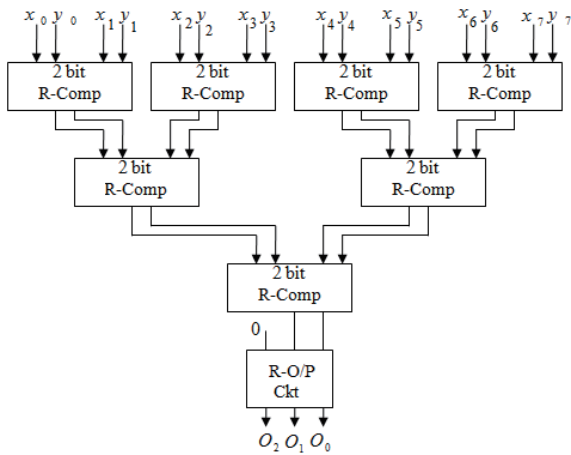 x₀ y₀ x₁ y₁ x₂ y₂ x₃ y₃ x₄ y₄ x₅ y₅ x₆ y₆ x,₇ y₇
2 bit
R-Comp
2 bit
R-Comp
2 bit
R-Comp
2 bit
R-Comp
2 bit
R-Comp
2 bit
R-Comp
2 bit
R-Comp
0
R-O/P
Ckt
O₂ O₁ O₀